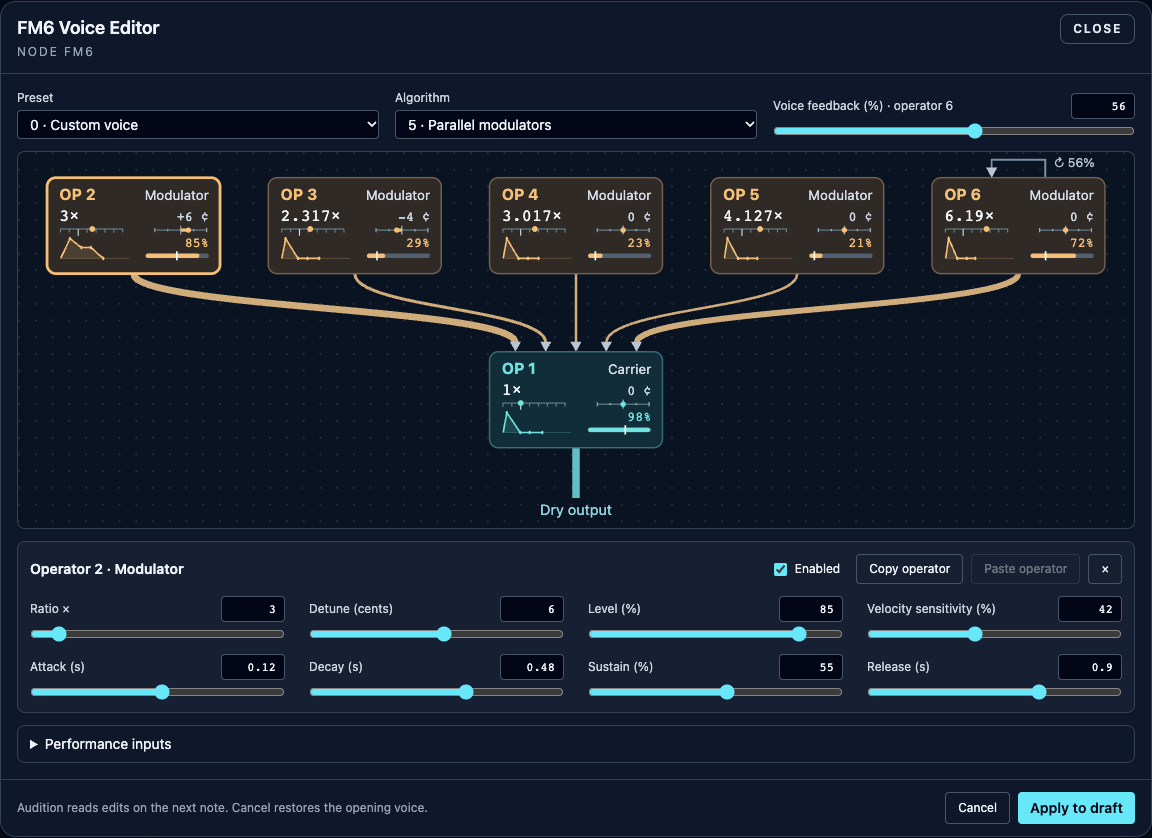 FM6 Voice Editor
CLOSE
NODE FM6
Preset
Algorithm
Voice feedback (%) · operator 6
56
0 · Custom voice
5 · Parallel modulators
↻ 56%
OP 2 Modulator
3× +6 ¢
85%
OP 3 Modulator
2.317× −4 ¢
29%
OP 4 Modulator
3.017× 0 ¢
23%
OP 5 Modulator
4.127× 0 ¢
21%
OP 6 Modulator
6.19× 0 ¢
72%
OP 1 Carrier
1× 0 ¢
98%
Dry output
Operator 2 · Modulator
Enabled
Copy operator
Paste operator
×
Ratio × 3
Detune (cents) 6
Level (%) 85
Velocity sensitivity (%) 42
Attack (s) 0.12
Decay (s) 0.48
Sustain (%) 55
Release (s) 0.9
Performance inputs
Audition reads edits on the next note. Cancel restores the opening voice.
Cancel
Apply to draft